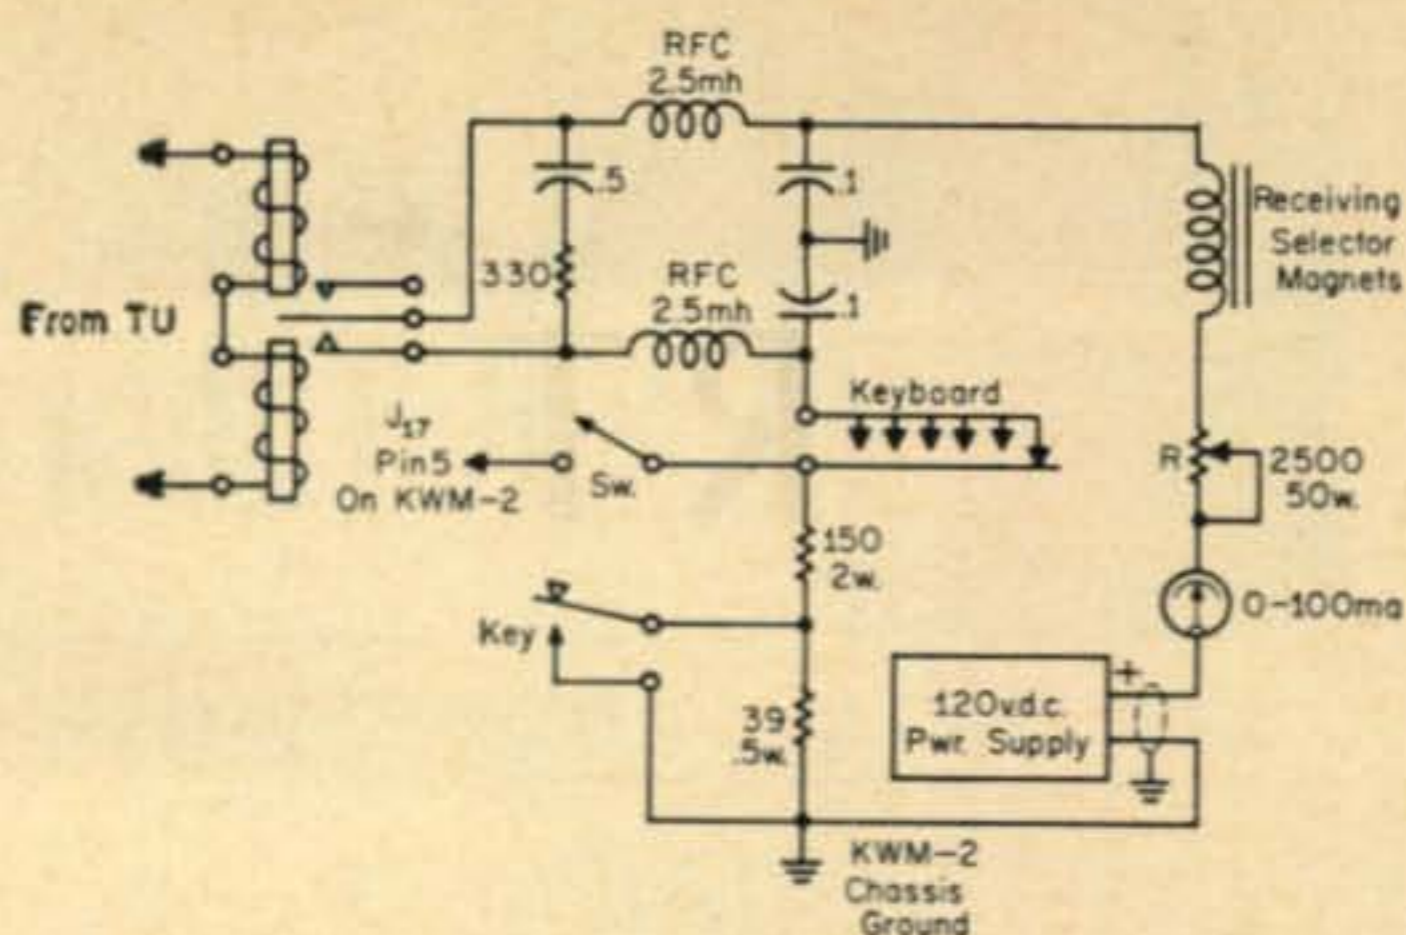 RFC
2.5mh
.5
.1
330
RFC
2.5mh
.1
Receiving
Selector
Magnets
From TU
Keyboard
J17
Pin5
On KWM-2
Sw.
R
2500
50w.
150
2w.
Key
0-100ma
+
-
120v.d.c.
Pwr. Supply
39
.5w.
KWM-2
Chassis
Ground